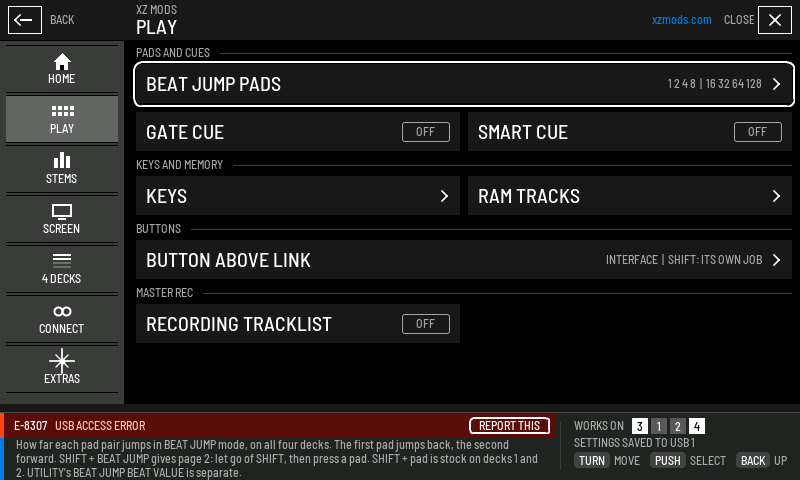 BACK
XZ MODS
PLAY
xzmods.com
CLOSE
HOME
PLAY
STEMS
SCREEN
4 DECKS
CONNECT
EXTRAS
PADS AND CUES
BEAT JUMP PADS
1 2 4 8 | 16 32 64 128
GATE CUE OFF
SMART CUE OFF
KEYS AND MEMORY
KEYS
RAM TRACKS
BUTTONS
BUTTON ABOVE LINK
INTERFACE | SHIFT: ITS OWN JOB
MASTER REC
RECORDING TRACKLIST OFF
E-8307 USB ACCESS ERROR REPORT THIS
How far each pad pair jumps in BEAT JUMP mode, on all four decks. The first pad jumps back, the second
forward. SHIFT + BEAT JUMP gives page 2: let go of SHIFT, then press a pad. SHIFT + pad is stock on decks 1 and
2. UTILITY's BEAT JUMP BEAT VALUE is separate.
WORKS ON 3 1 2 4
SETTINGS SAVED TO USB 1
TURN MOVE PUSH SELECT BACK UP